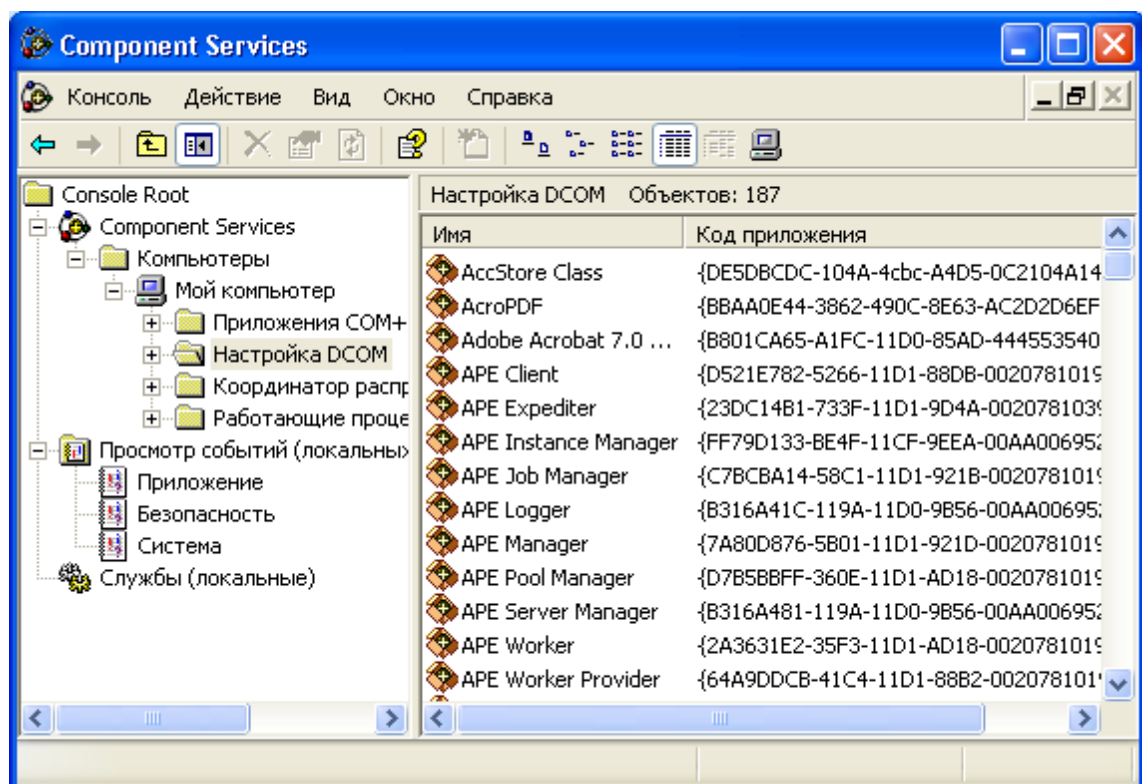 Component Services
Консоль Действие Вид Окно Справка
Console Root
Component Services
Компьютеры
Мой компьютер
Приложения COM+
Настройка DCOM
Координатор распр
Работающие проце
Просмотр событий (локальных
Приложение
Безопасность
Система
Службы (локальные)
Настройка DCOM Объектов: 187
Имя Код приложения
AccStore Class {DE5DBCDC-104A-4cbc-A4D5-0C2104A14
AcroPDF {BBAA0E44-3862-490C-8E63-AC2D2D6EF
Adobe Acrobat 7.0 ... {B801CA65-A1FC-11D0-85AD-444553540
APE Client {D521E782-5266-11D1-88DB-0020781019
APE Expediter {23DC14B1-733F-11D1-9D4A-0020781039
APE Instance Manager {FF79D133-BE4F-11CF-9EEA-00AA006952
APE Job Manager {C7BCBA14-58C1-11D1-921B-0020781019
APE Logger {B316A41C-119A-11D0-9B56-00AA006952
APE Manager {7A80D876-5B01-11D1-921D-0020781019
APE Pool Manager {D7B5BBFF-360E-11D1-AD18-0020781019
APE Server Manager {B316A481-119A-11D0-9B56-00AA006952
APE Worker {2A3631E2-35F3-11D1-AD18-0020781019
APE Worker Provider {64A9DDCB-41C4-11D1-88B2-002078101